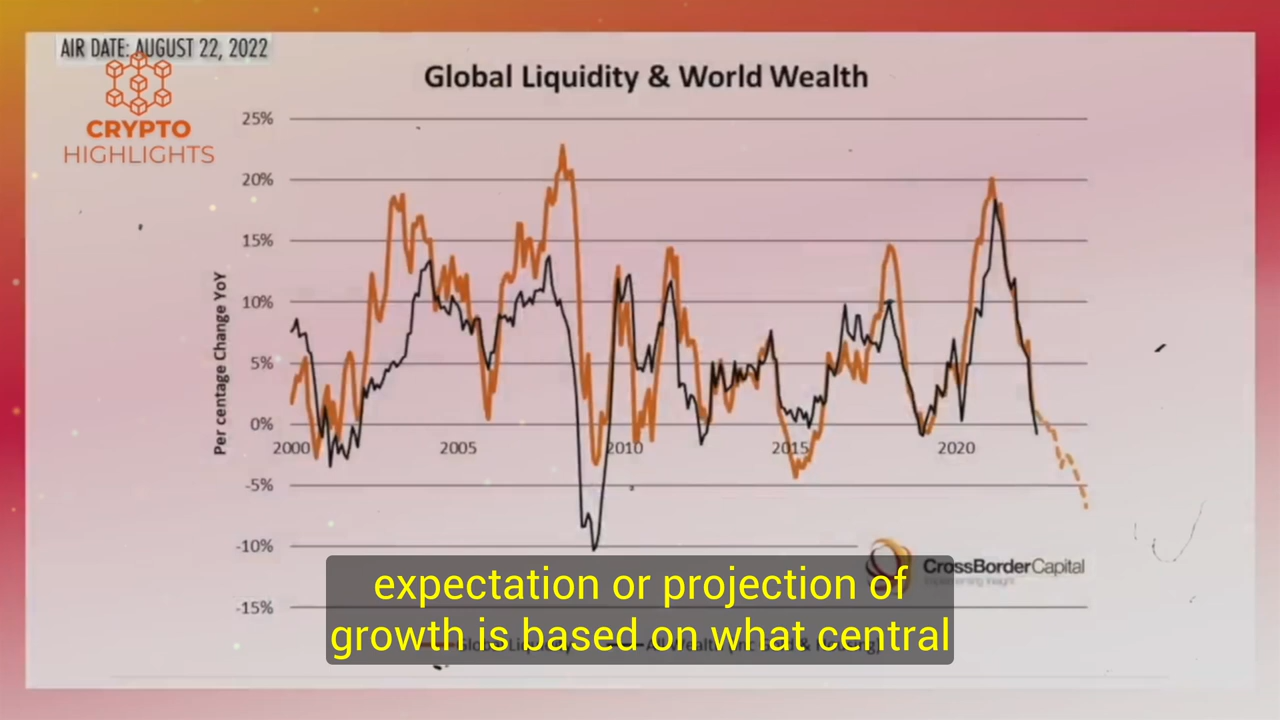 AIR DATE: AUGUST 22, 2022
CRYPTO
HIGHLIGHTS
Global Liquidity & World Wealth
25%
20%
15%
10%
5%
0%
-5%
-10%
-15%
Per centage Change YoY
2000 2005 2010 2015 2020
CrossBorderCapital
expectation or projection of
growth is based on what central